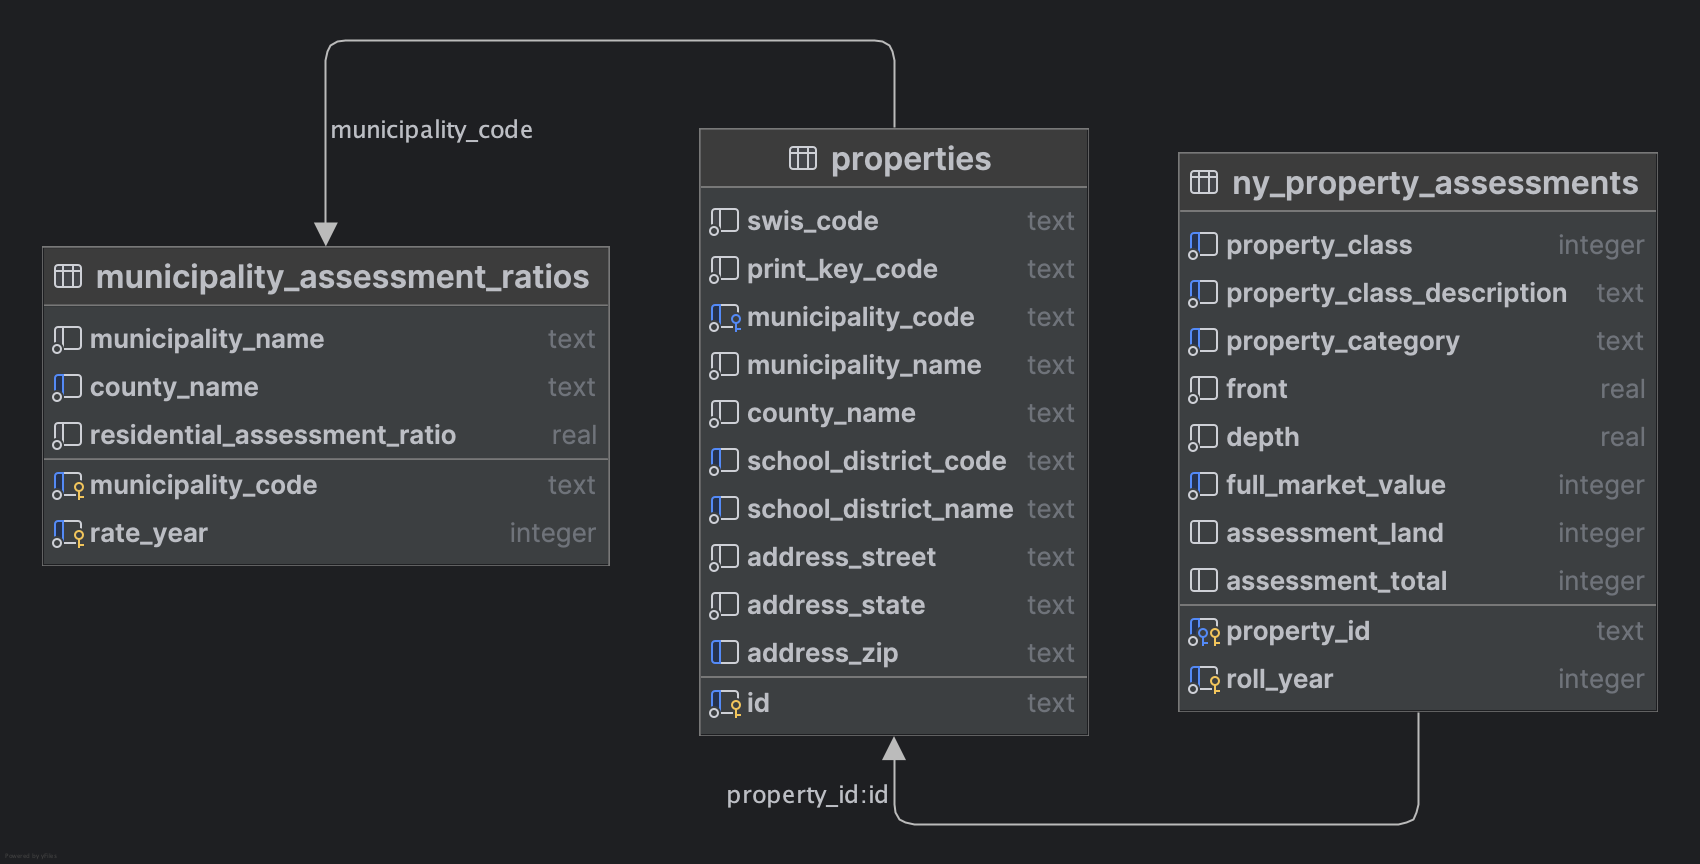 municipality_code
municipality_assessment_ratios
municipality_name text
county_name text
residential_assessment_ratio real
municipality_code text
rate_year integer
properties
swis_code text
print_key_code text
municipality_code text
municipality_name text
county_name text
school_district_code text
school_district_name text
address_street text
address_state text
address_zip text
id text
property_id:id
ny_property_assessments
property_class integer
property_class_description text
property_category text
front real
depth real
full_market_value integer
assessment_land integer
assessment_total integer
property_id text
roll_year integer
Powered by yFiles